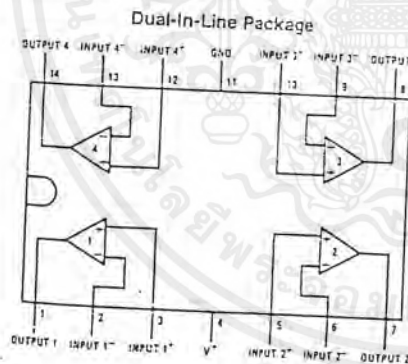 Dual-In-Line Package
OUTPUT 4 INPUT 4⁻ INPUT 4⁺ GND INPUT 3⁺ INPUT 3⁻ OUTPUT
14 13 12 11 10 9 8
4 3
1 2
1 2 3 4 5 6 7
OUTPUT 1 INPUT 1⁻ INPUT 1⁺ V⁺ INPUT 2⁺ INPUT 2⁻ OUTPUT 2